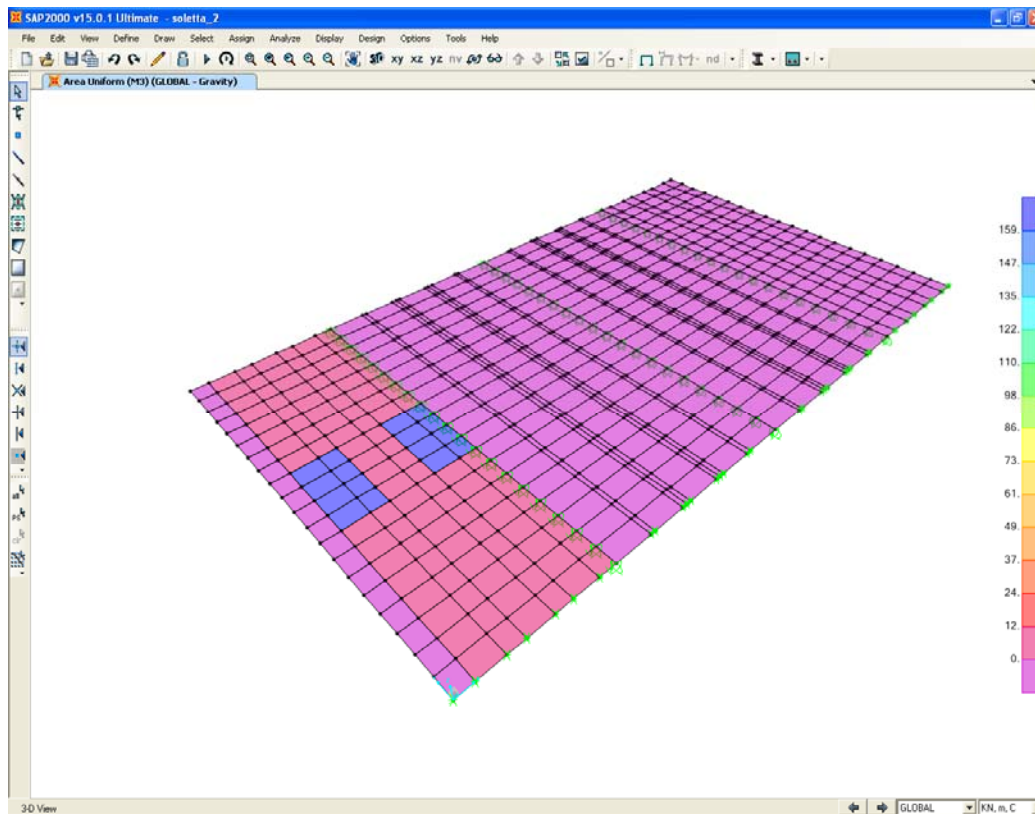 SAP2000 v15.0.1 Ultimate - soletta_2
File Edit View Define Draw Select Assign Analyze Display Design Options Tools Help
xy xz yz nv nd
Area Uniform (M3) (GLOBAL - Gravity)
159.
147.
135.
122.
110.
98.
86.
73.
61.
49.
37.
24.
12.
0.
3-D View GLOBAL KN, m, C